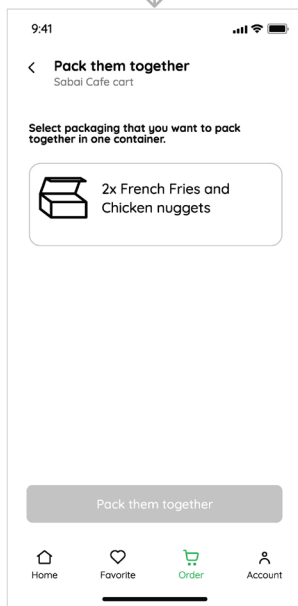 9:41
Pack them together
Sabai Cafe cart
Select packaging that you want to pack
together in one container.
2x French Fries and
Chicken nuggets
Pack them together
Home Favorite Order Account